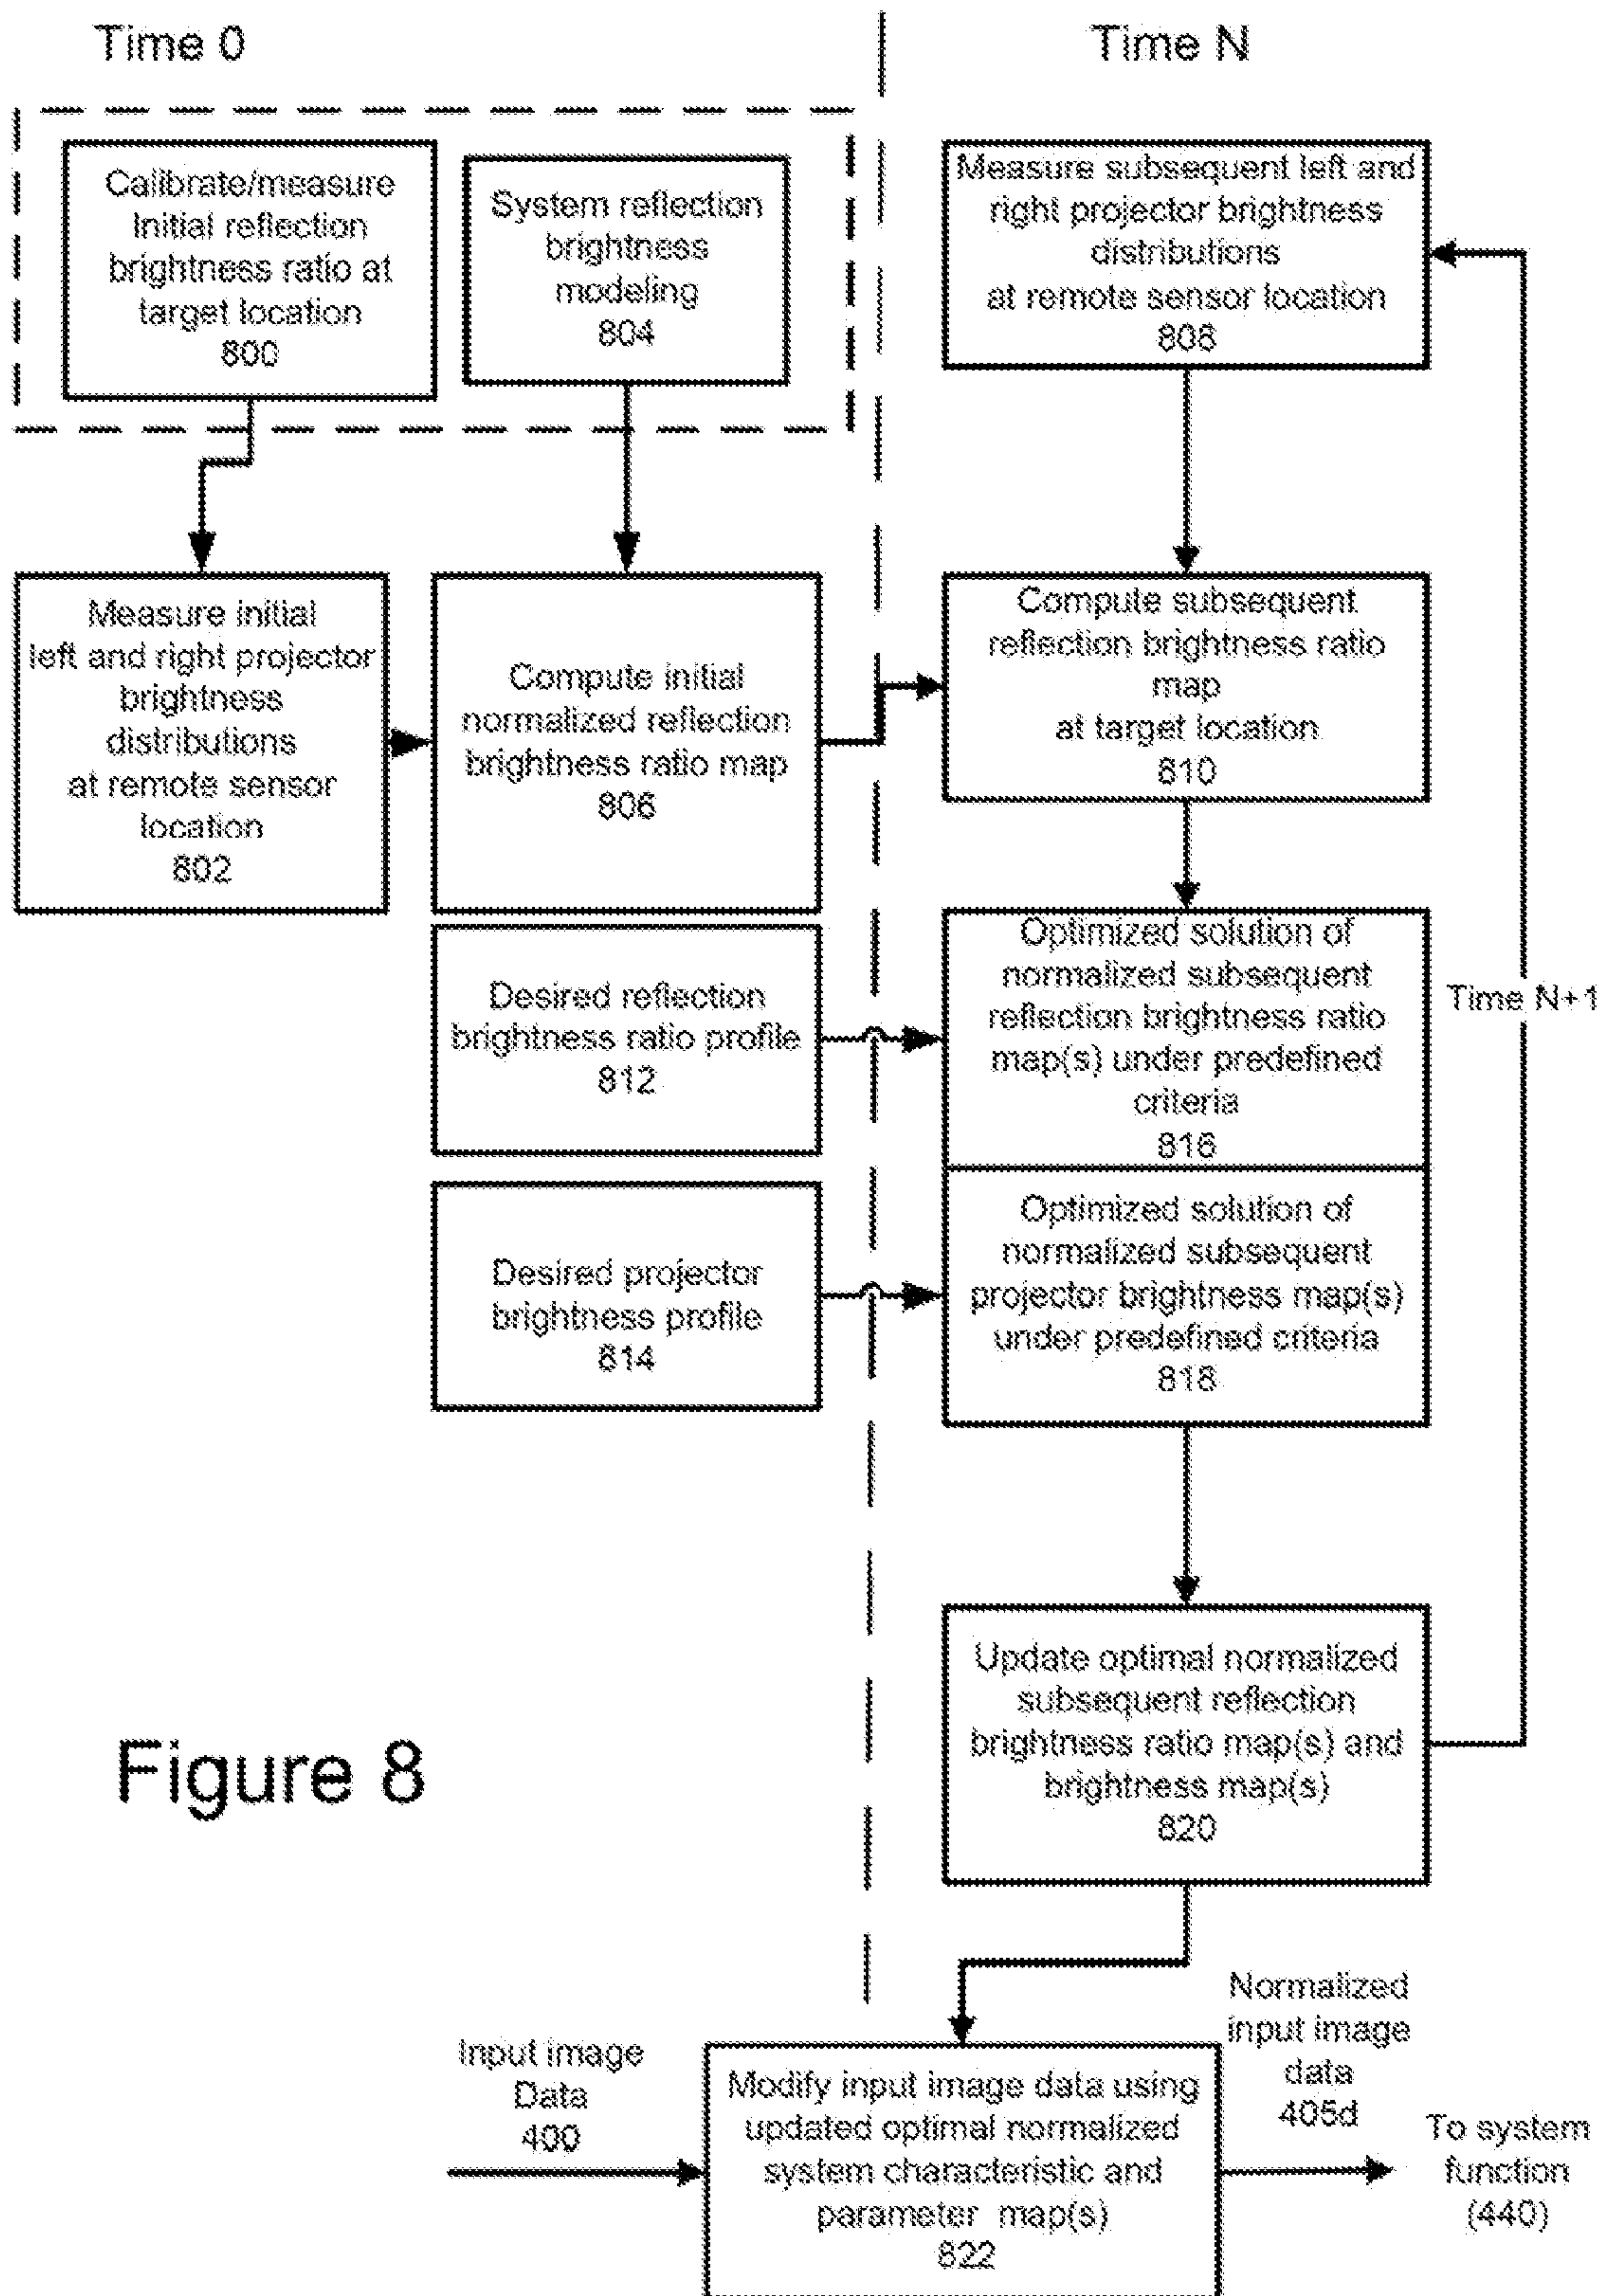 Time 0
Time N
Calibrate/measure
Initial reflection
brightness ratio at
target location
800
System reflection
brightness
modeling
804
Measure subsequent left and
right projector brightness
distributions
at remote sensor location
808
Measure initial
left and right projector
brightness
distributions
at remote sensor
location
802
Compute initial
normalized reflection
brightness ratio map
806
Compute subsequent
reflection brightness ratio
map
at target location
810
Desired reflection
brightness ratio profile
812
Optimized solution of
normalized subsequent
reflection brightness ratio
map(s) under predefined
criteria
816
Time N+1
Desired projector
brightness profile
814
Optimized solution of
normalized subsequent
projector brightness map(s)
under predefined criteria
818
Update optimal normalized
subsequent reflection
brightness ratio map(s) and
brightness map(s)
820
Figure 8
Input image
Data
400
Modify input image data using
updated optimal normalized
system characteristic and
parameter map(s)
822
Normalized
input image
data
405d
To system
function
(440)